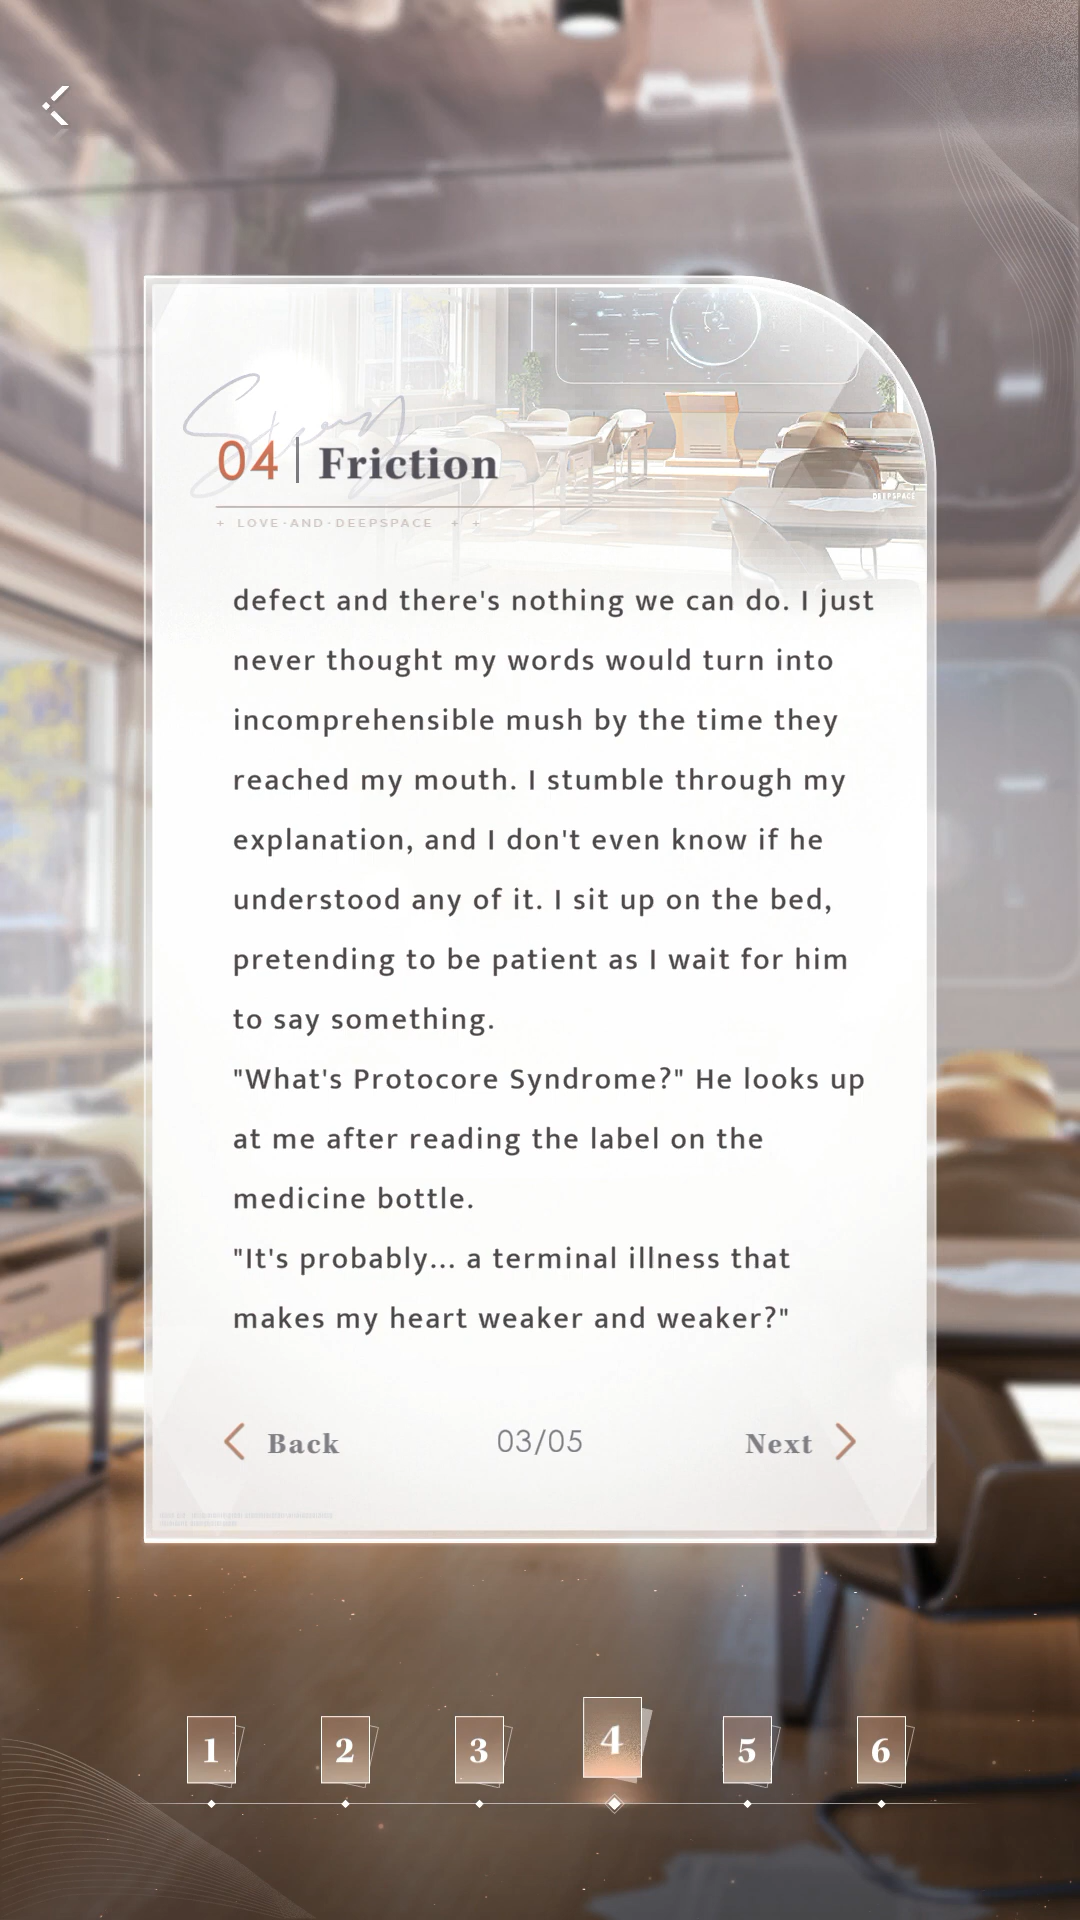 Story
04 | Friction
+ LOVE·AND·DEEPSPACE + +
DEEPSPACE
defect and there's nothing we can do. I just
never thought my words would turn into
incomprehensible mush by the time they
reached my mouth. I stumble through my
explanation, and I don't even know if he
understood any of it. I sit up on the bed,
pretending to be patient as I wait for him
to say something.
"What's Protocore Syndrome?" He looks up
at me after reading the label on the
medicine bottle.
"It's probably... a terminal illness that
makes my heart weaker and weaker?"
Back 03/05 Next
1 2 3 4 5 6